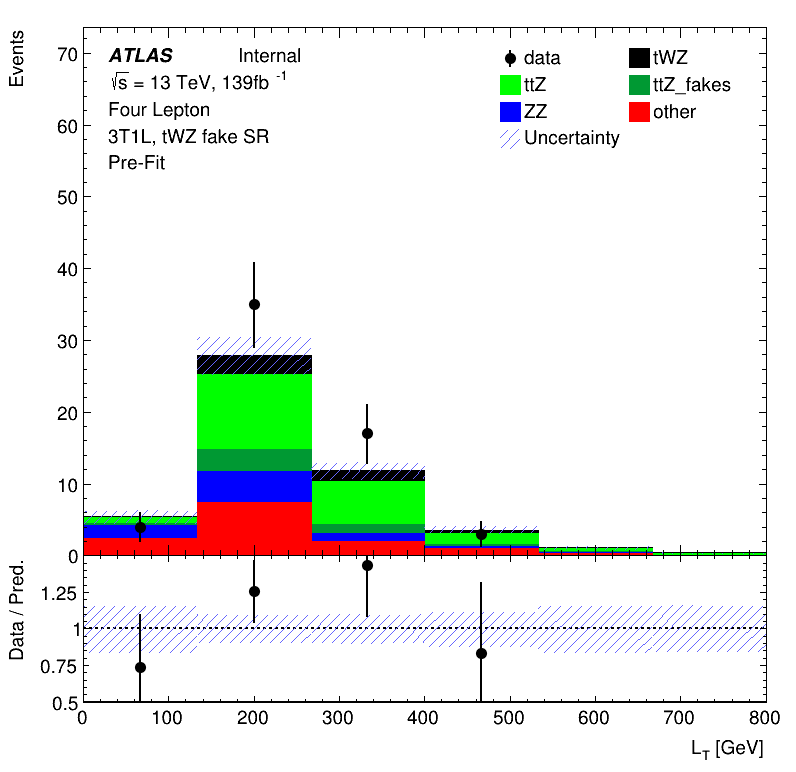 Events
70
60
50
40
30
20
10
0
ATLAS Internal
√s = 13 TeV, 139fb⁻¹
Four Lepton
3T1L, tWZ fake SR
Pre-Fit
data
tWZ
ttZ
ttZ_fakes
ZZ
other
Uncertainty
Data / Pred.
1.25
1
0.75
0.5
0 100 200 300 400 500 600 700 800
L_T [GeV]